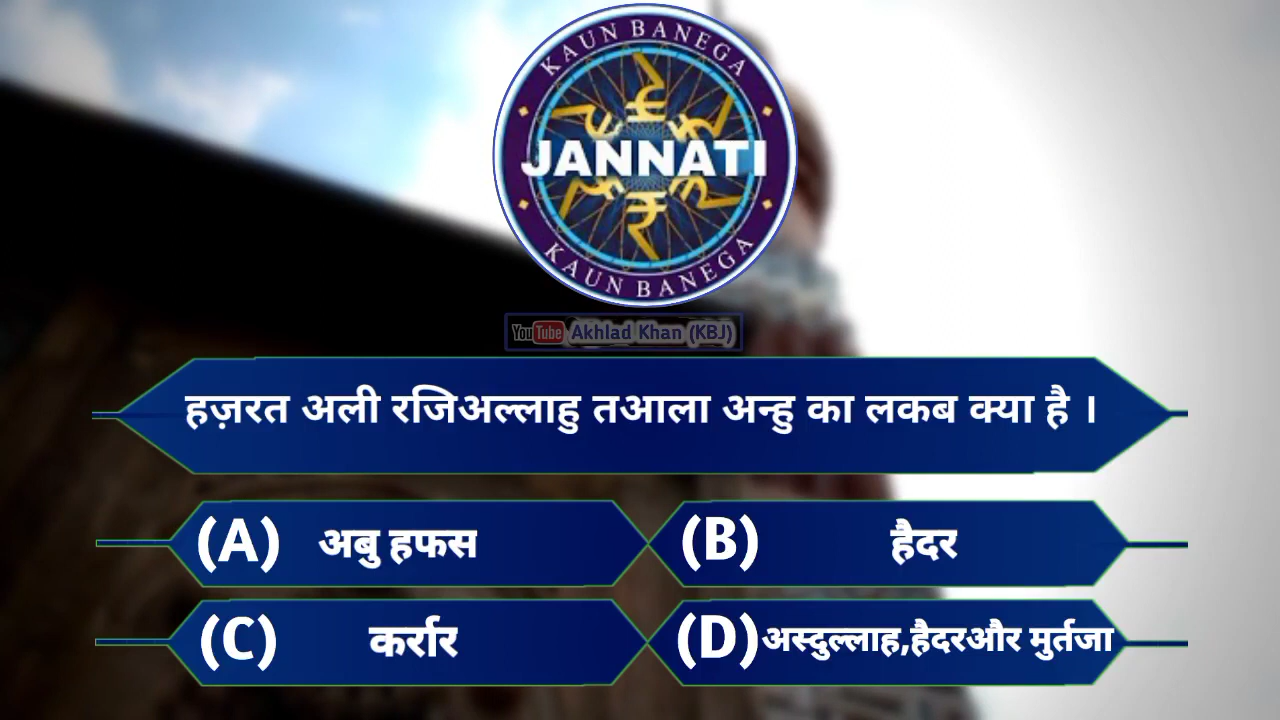 KAUN BANEGA
JANNATI
KAUN BANEGA
YouTube Akhlad Khan (KBJ)
हज़रत अली रजिअल्लाहु तआला अन्हु का लकब क्या है ।
(A) अबु हफस
(B) हैदर
(C) कर्रार
(D) अस्दुल्लाह,हैदरऔर मुर्तजा